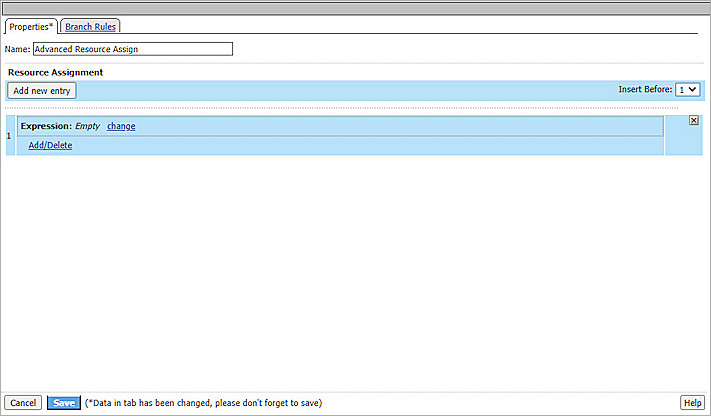 Properties* Branch Rules
Name: Advanced Resource Assign
Resource Assignment
Add new entry Insert Before: 1
1 Expression: Empty change
Add/Delete
Cancel Save (*Data in tab has been changed, please don't forget to save) Help